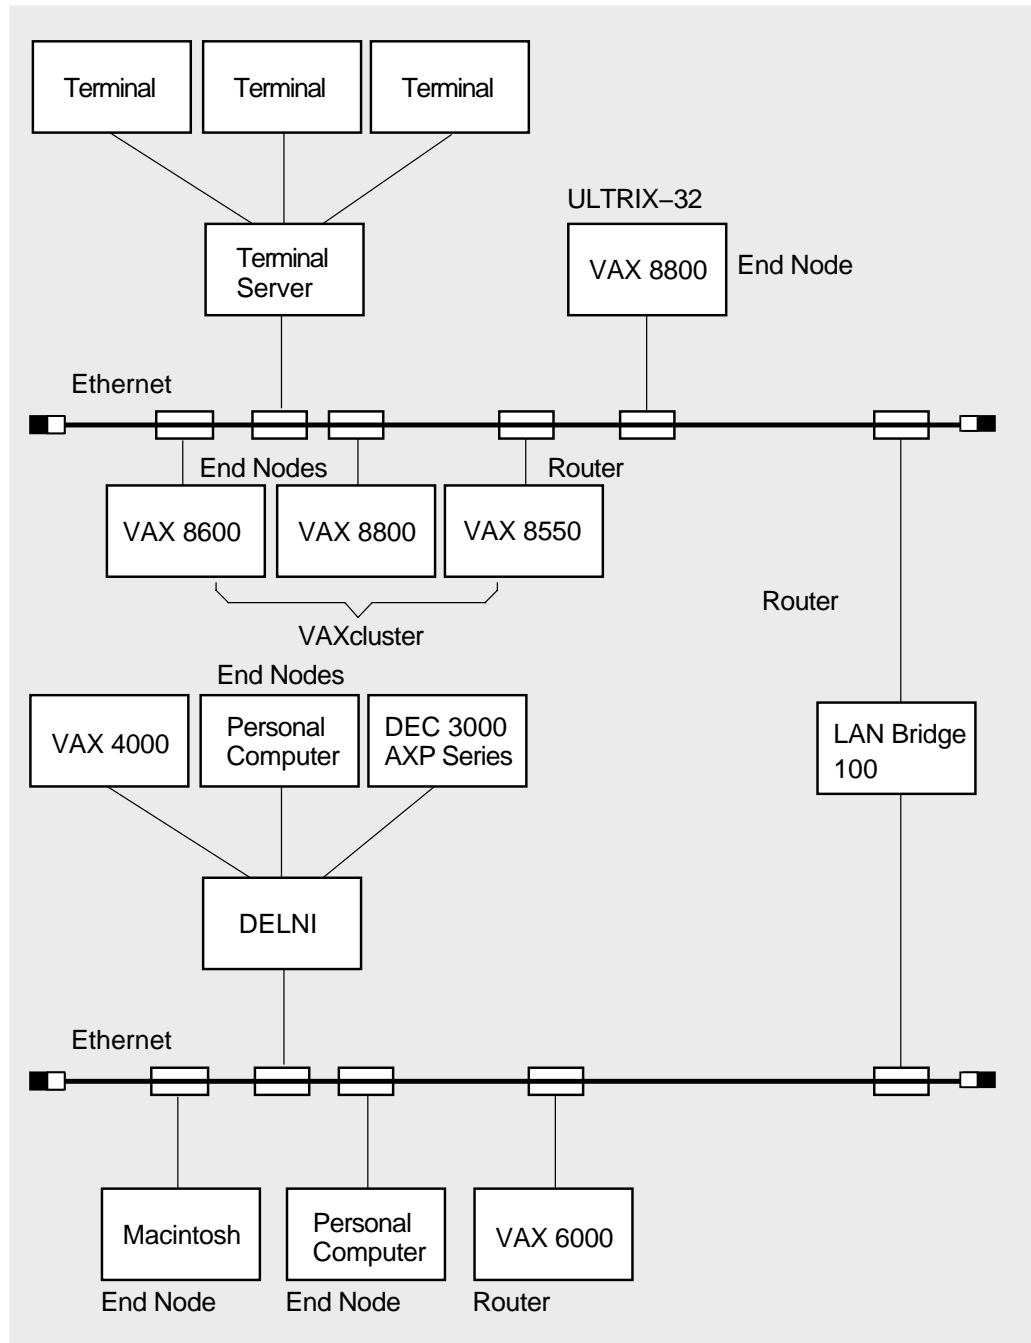 Terminal
Terminal
Terminal
ULTRIX–32
Terminal
Server
VAX 8800
End Node
Ethernet
End Nodes
Router
VAX 8600
VAX 8800
VAX 8550
Router
VAXcluster
End Nodes
VAX 4000
Personal
Computer
DEC 3000
AXP Series
LAN Bridge
100
DELNI
Ethernet
Macintosh
Personal
Computer
VAX 6000
End Node
End Node
Router